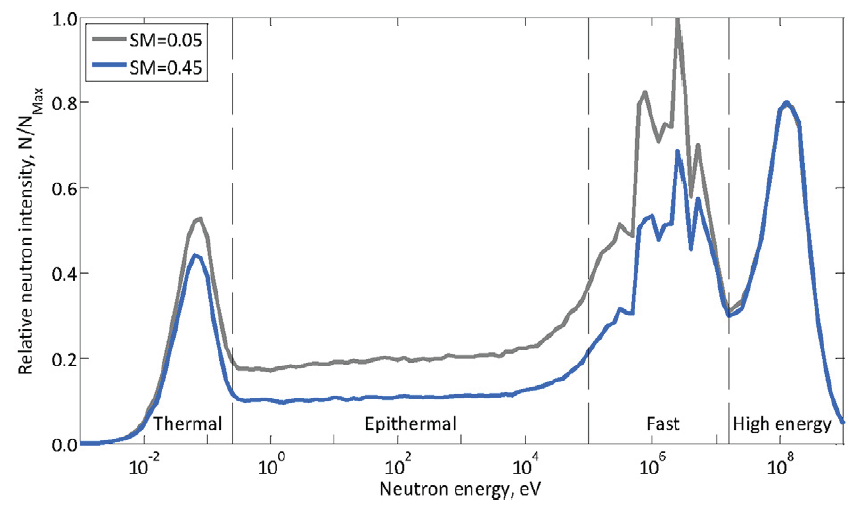 Relative neutron intensity, N/N_Max
1.0
0.8
0.6
0.4
0.2
0.0
SM=0.05
SM=0.45
Thermal
Epithermal
Fast
High energy
10^-2
10^0
10^2
10^4
10^6
10^8
Neutron energy, eV